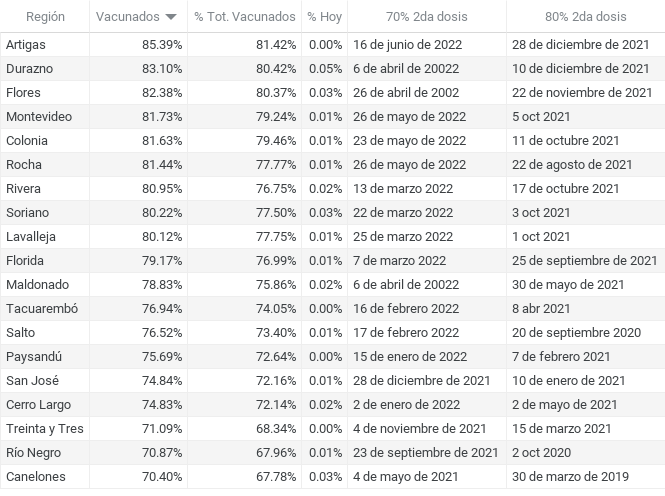 Región Vacunados % Tot. Vacunados % Hoy 70% 2da dosis 80% 2da dosis
Artigas 85.39% 81.42% 0.00% 16 de junio de 2022 28 de diciembre de 2021
Durazno 83.10% 80.42% 0.05% 6 de abril de 20022 10 de diciembre de 2021
Flores 82.38% 80.37% 0.03% 26 de abril de 2002 22 de noviembre de 2021
Montevideo 81.73% 79.24% 0.01% 26 de mayo de 2022 5 oct 2021
Colonia 81.63% 79.46% 0.01% 23 de mayo de 2022 11 de octubre 2021
Rocha 81.44% 77.77% 0.01% 26 de mayo de 2022 22 de agosto de 2021
Rivera 80.95% 76.75% 0.02% 13 de marzo 2022 17 de octubre 2021
Soriano 80.22% 77.50% 0.03% 22 de marzo 2022 3 oct 2021
Lavalleja 80.12% 77.75% 0.01% 25 de marzo 2022 1 oct 2021
Florida 79.17% 76.99% 0.01% 7 de marzo 2022 25 de septiembre de 2021
Maldonado 78.83% 75.86% 0.02% 6 de abril de 20022 30 de mayo de 2021
Tacuarembó 76.94% 74.05% 0.00% 16 de febrero 2022 8 abr 2021
Salto 76.52% 73.40% 0.01% 17 de febrero 2022 20 de septiembre 2020
Paysandú 75.69% 72.64% 0.00% 15 de enero de 2022 7 de febrero 2021
San José 74.84% 72.16% 0.01% 28 de diciembre de 2021 10 de enero de 2021
Cerro Largo 74.83% 72.14% 0.02% 2 de enero de 2022 2 de mayo de 2021
Treinta y Tres 71.09% 68.34% 0.00% 4 de noviembre de 2021 15 de marzo 2021
Río Negro 70.87% 67.96% 0.01% 23 de septiembre de 2021 2 oct 2020
Canelones 70.40% 67.78% 0.03% 4 de mayo de 2021 30 de marzo de 2019